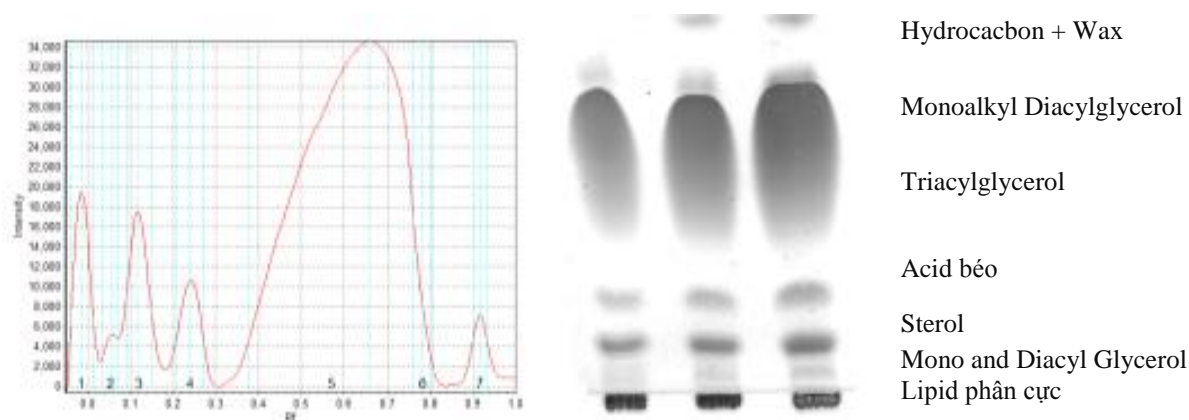 34,000
32,000
30,000
28,000
26,000
24,000
22,000
20,000
18,000
16,000
14,000
12,000
10,000
8,000
6,000
4,000
2,000
0
Intensity
1 2 3 4 5 6 7
0.0 0.1 0.2 0.3 0.4 0.5 0.6 0.7 0.8 0.9 1.0
Rf
Hydrocacbon + Wax
Monoalkyl Diacylglycerol
Triacylglycerol
Acid béo
Sterol
Mono and Diacyl Glycerol
Lipid phân cực